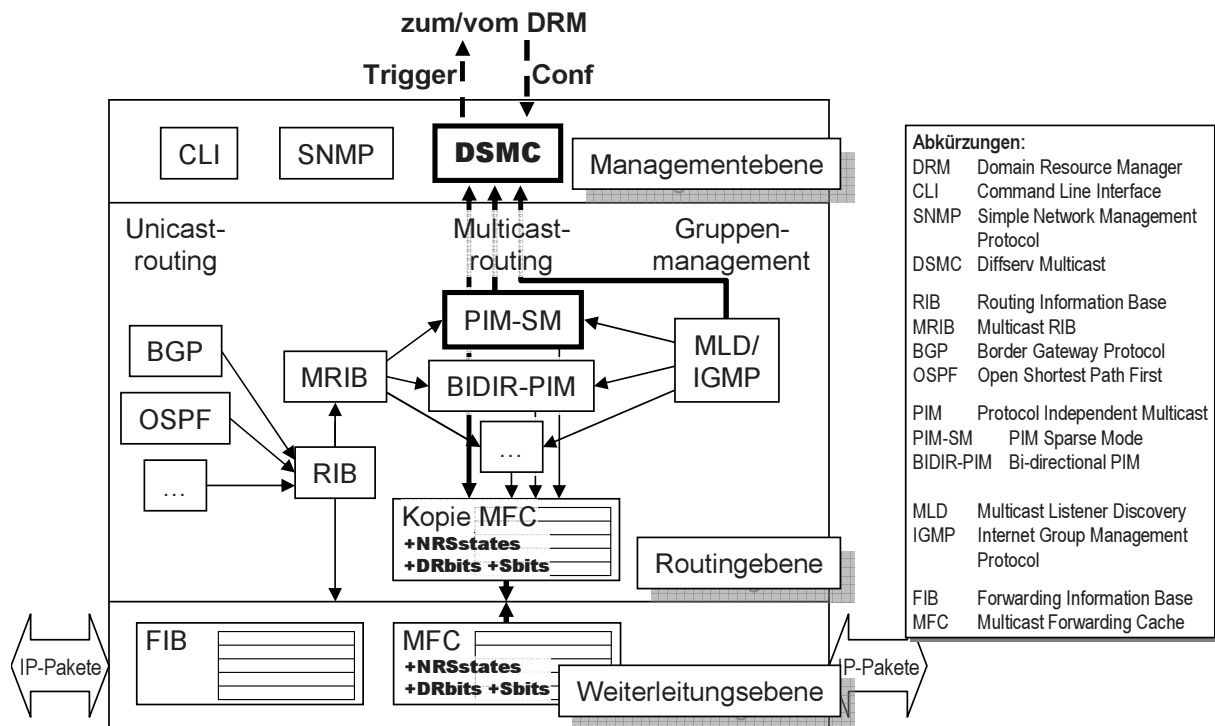 zum/vom DRM
Trigger
Conf
CLI
SNMP
DSMC
Managementebene
Unicast-
routing
Multicast-
routing
Gruppen-
management
PIM-SM
BGP
MRIB
BIDIR-PIM
MLD/
IGMP
OSPF
...
RIB
...
Kopie MFC
+NRSstates
+DRbits +Sbits
Routingebene
FIB
MFC
+NRSstates
+DRbits +Sbits
Weiterleitungsebene
IP-Pakete
IP-Pakete
Abkürzungen:
DRM Domain Resource Manager
CLI Command Line Interface
SNMP Simple Network Management
Protocol
DSMC Diffserv Multicast
RIB Routing Information Base
MRIB Multicast RIB
BGP Border Gateway Protocol
OSPF Open Shortest Path First
PIM Protocol Independent Multicast
PIM-SM PIM Sparse Mode
BIDIR-PIM Bi-directional PIM
MLD Multicast Listener Discovery
IGMP Internet Group Management
Protocol
FIB Forwarding Information Base
MFC Multicast Forwarding Cache